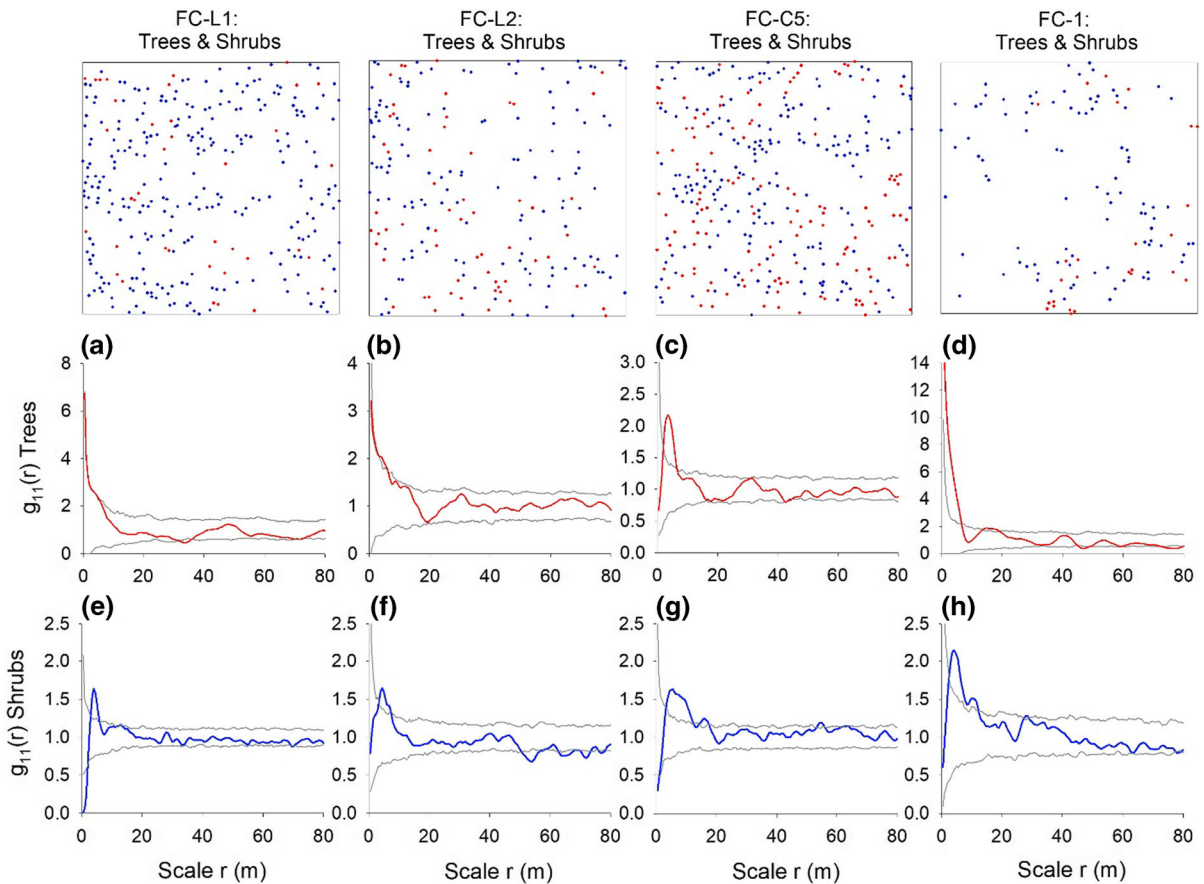 FC-L1:
Trees & Shrubs
FC-L2:
Trees & Shrubs
FC-C5:
Trees & Shrubs
FC-1:
Trees & Shrubs
(a)
(b)
(c)
(d)
g11(r) Trees
8
6
4
2
0
0 20 40 60 80
4
3
2
1
0
0 20 40 60 80
3.0
2.5
2.0
1.5
1.0
0.5
0.0
0 20 40 60 80
14
12
10
8
6
4
2
0
0 20 40 60 80
(e)
(f)
(g)
(h)
g11(r) Shrubs
2.5
2.0
1.5
1.0
0.5
0.0
0 20 40 60 80
2.5
2.0
1.5
1.0
0.5
0.0
0 20 40 60 80
2.5
2.0
1.5
1.0
0.5
0.0
0 20 40 60 80
2.5
2.0
1.5
1.0
0.5
0.0
0 20 40 60 80
Scale r (m)
Scale r (m)
Scale r (m)
Scale r (m)